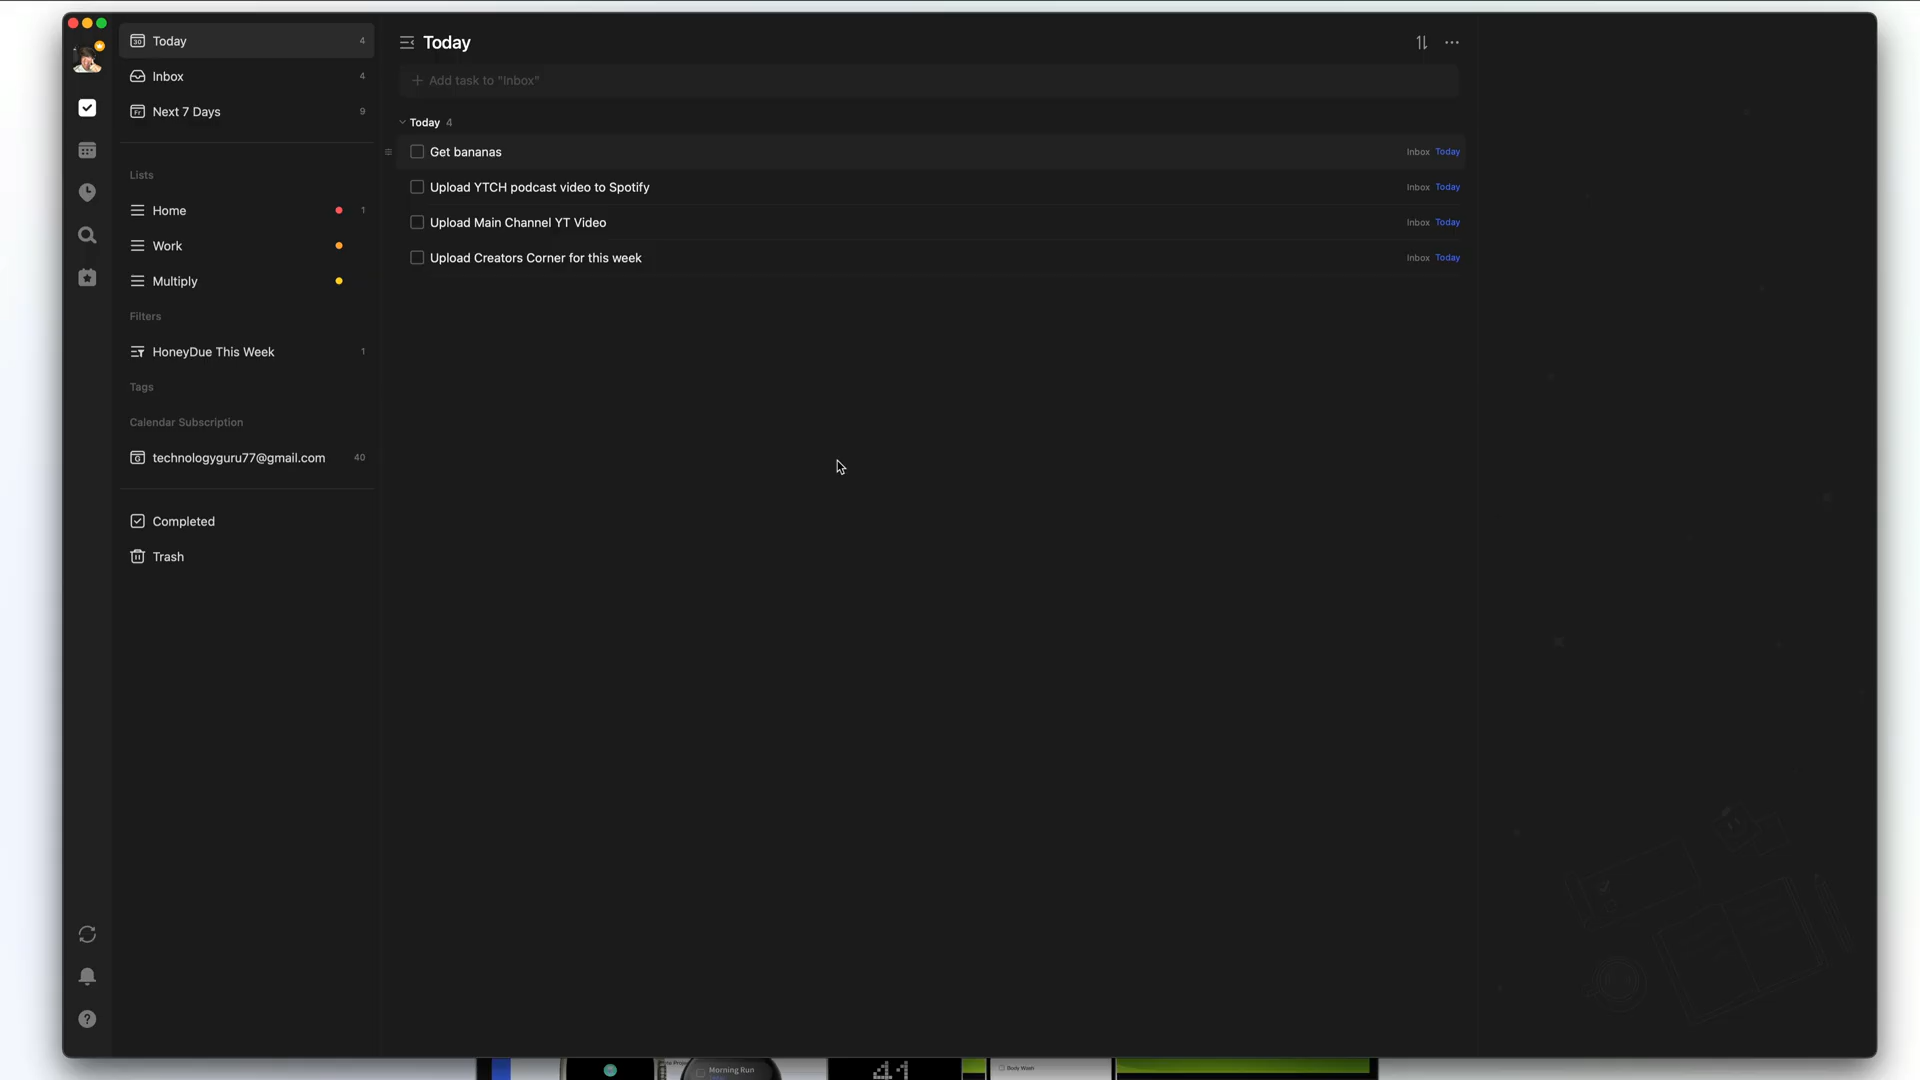 Today 4
Inbox 4
Next 7 Days 9
Lists
Home 1
Work
Multiply
Filters
HoneyDue This Week 1
Tags
Calendar Subscription
technologyguru77@gmail.com 40
Completed
Trash
Today
Add task to "Inbox"
Today 4
Get bananas Inbox Today
Upload YTCH podcast video to Spotify Inbox Today
Upload Main Channel YT Video Inbox Today
Upload Creators Corner for this week Inbox Today
Morning Run
41
Body Wash